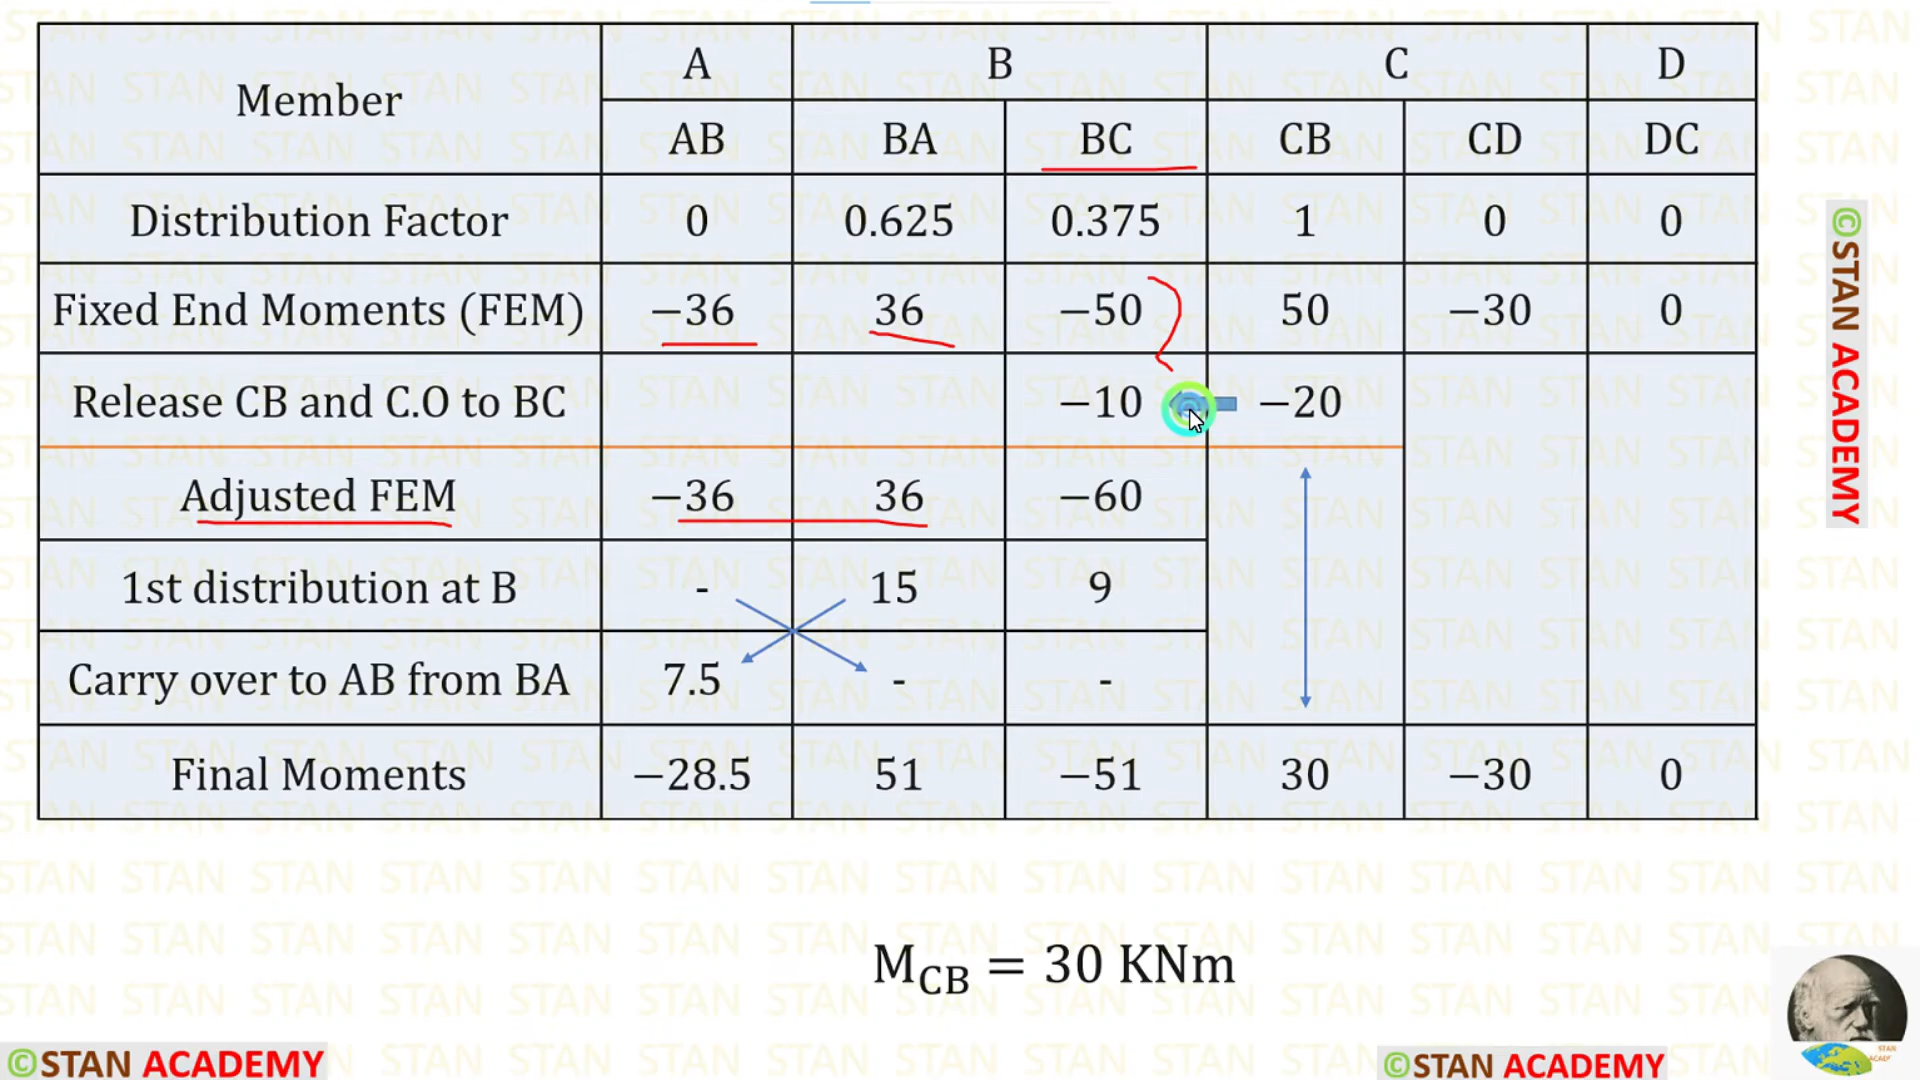 Member A B C D
AB BA BC CB CD DC
Distribution Factor 0 0.625 0.375 1 0 0
Fixed End Moments (FEM) −36 36 −50 50 −30 0
Release CB and C.O to BC −10 −20
Adjusted FEM −36 36 −60
1st distribution at B - 15 9
Carry over to AB from BA 7.5 - -
Final Moments −28.5 51 −51 30 −30 0
M_CB = 30 KNm
©STAN ACADEMY
©STAN ACADEMY
©STAN ACADEMY